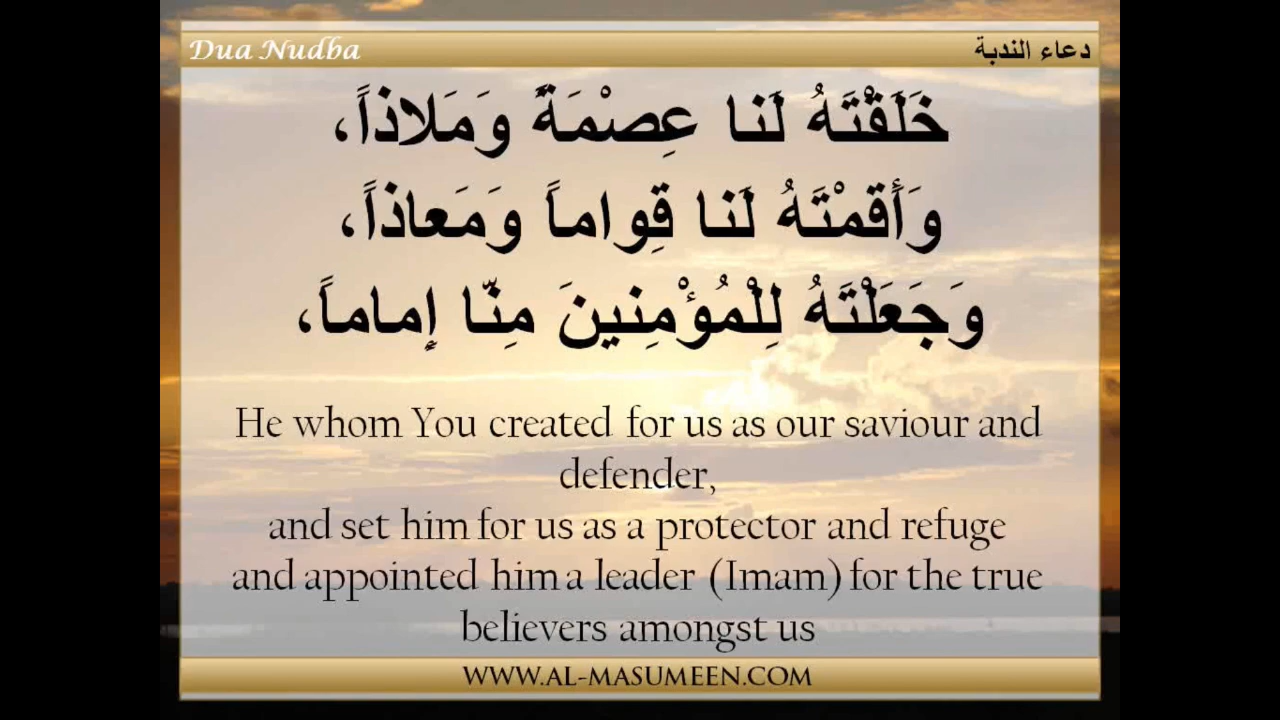 Dua Nudba
دعاء الندبة
خَلَقْتَهُ لَنا عِصْمَةً وَمَلاذاً،
وَأَقمْتَهُ لَنا قِواماً وَمَعاذاً،
وَجَعَلْتَهُ لِلْمُؤْمِنينَ مِنّا إِماماً،
He whom You created for us as our saviour and
defender,
and set him for us as a protector and refuge
and appointed him a leader (Imam) for the true
believers amongst us
WWW.AL-MASUMEEN.COM